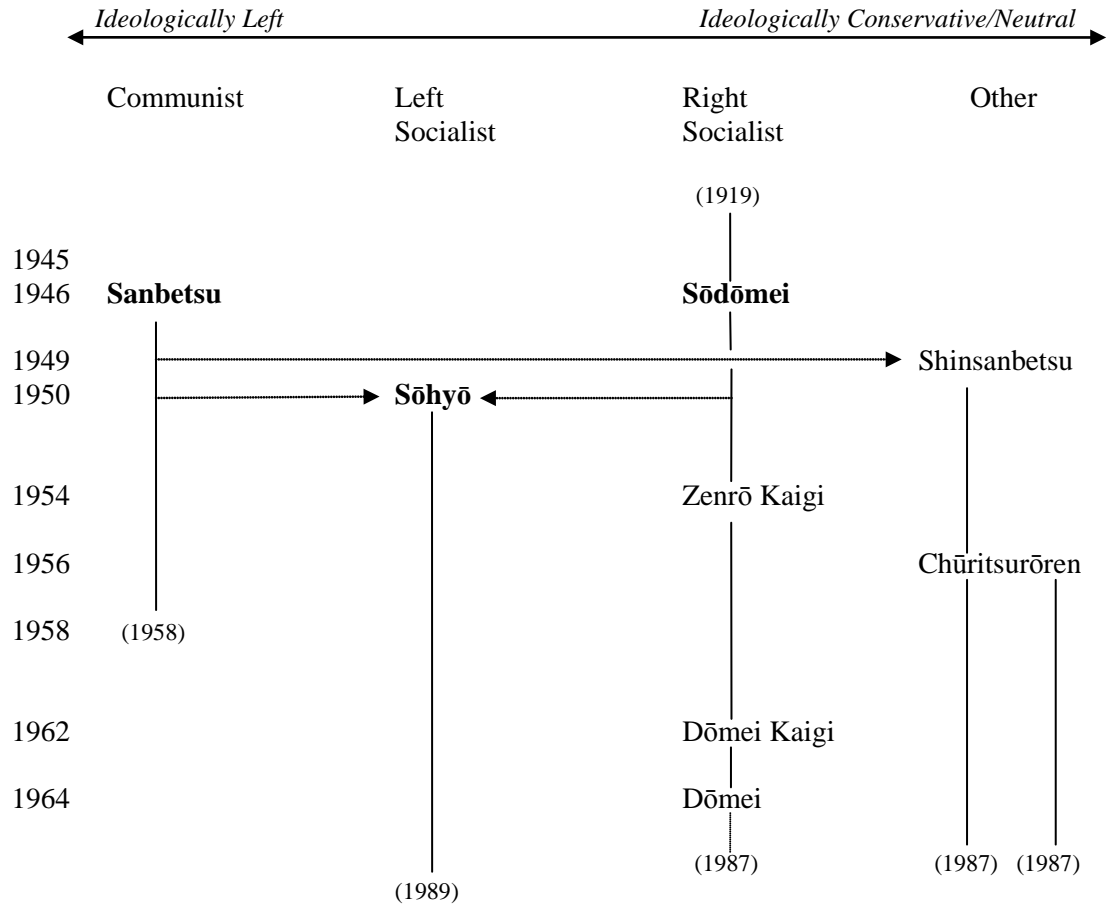 Ideologically Left Ideologically Conservative/Neutral
Communist Left Right Other
Socialist Socialist
(1919)
1945
1946 Sanbetsu Sōdōmei
1949 Shinsanbetsu
1950 Sōhyō
1954 Zenrō Kaigi
1956 Chūritsurōren
1958 (1958)
1962 Dōmei Kaigi
1964 Dōmei
(1987) (1987) (1987)
(1989)